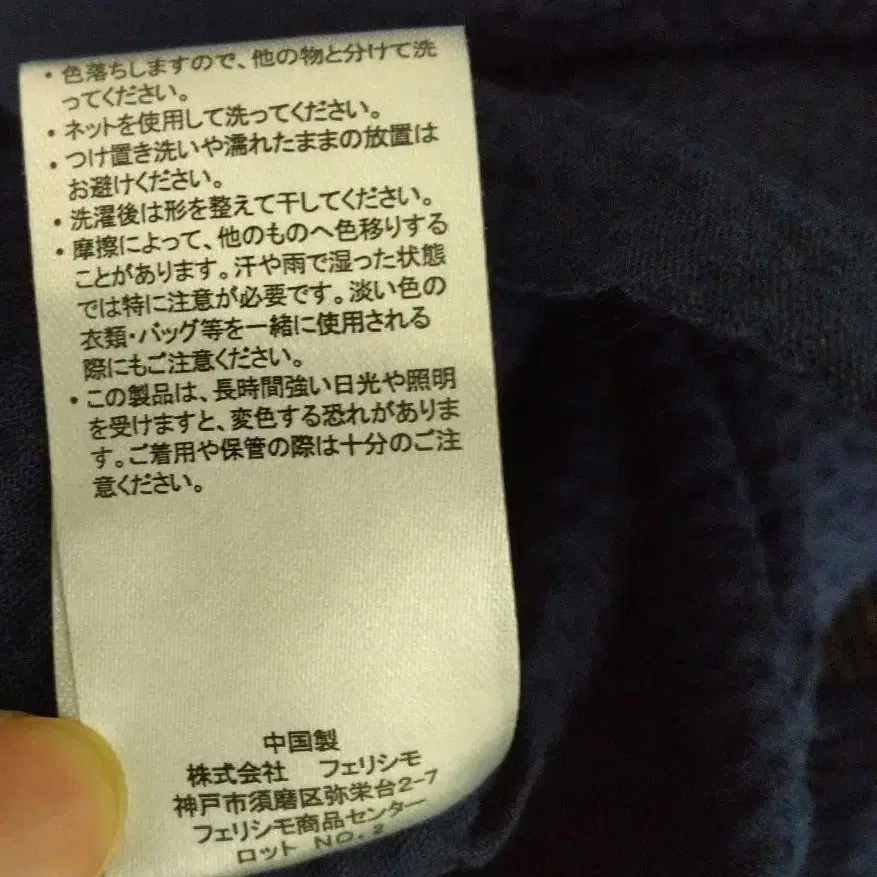 ・色落ちしますので、他の物と分けて洗
ってください。
・ネットを使用して洗ってください。
・つけ置き洗いや濡れたままの放置は
お避けください。
・洗濯後は形を整えて干してください。
・摩擦によって、他のものへ色移りする
ことがあります。汗や雨で湿った状態
では特に注意が必要です。淡い色の
衣類・バッグ等を一緒に使用される
際にもご注意ください。
・この製品は、長時間強い日光や照明
を受けますと、変色する恐れがありま
す。ご着用や保管の際は十分のご注
意ください。
中国製
株式会社 フェリシモ
神戸市須磨区弥栄台2-7
フェリシモ商品センター
ロット NO.2